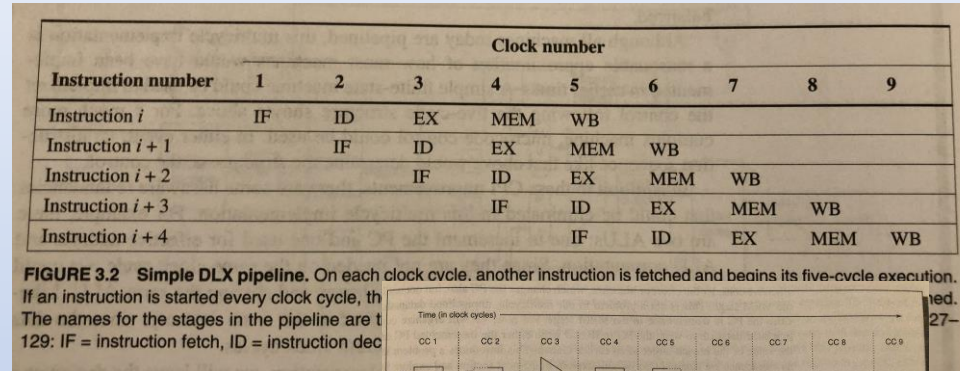 Clock number
Instruction number 1 2 3 4 5 6 7 8 9
Instruction i IF ID EX MEM WB
Instruction i + 1 IF ID EX MEM WB
Instruction i + 2 IF ID EX MEM WB
Instruction i + 3 IF ID EX MEM WB
Instruction i + 4 IF ID EX MEM WB
FIGURE 3.2 Simple DLX pipeline. On each clock cycle, another instruction is fetched and begins its five-cycle execution.
If an instruction is started every clock cycle, th
The names for the stages in the pipeline are t 27–
129: IF = instruction fetch, ID = instruction dec
Time (in clock cycles)
CC 1 CC 2 CC 3 CC 4 CC 5 CC 6 CC 7 CC 8 CC 9